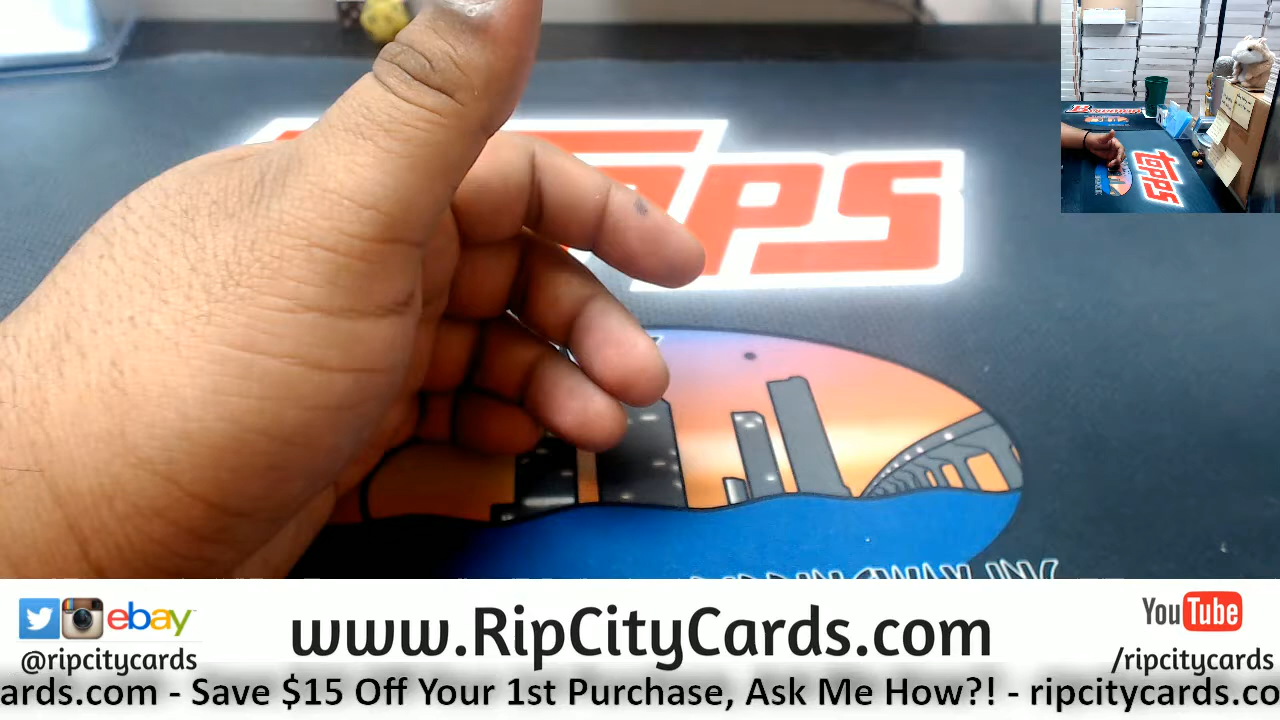 TOPPS
TOPPS
ebay
www.RipCityCards.com
YouTube
@ripcitycards
/ripcitycards
ards.com - Save $15 Off Your 1st Purchase, Ask Me How?! - ripcitycards.co